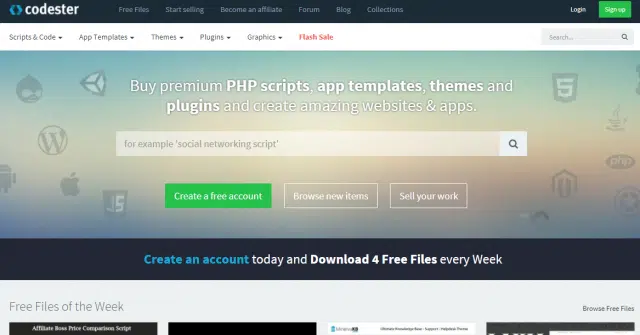 codester
Free Files Start selling Become an affiliate Forum Blog Collections Login Sign up
Scripts & Code App Templates Themes Plugins Graphics Flash Sale Search...
Buy premium PHP scripts, app templates, themes and
plugins and create amazing websites & apps.
for example 'social networking script'
Create a free account Browse new items Sell your work
Create an account today and Download 4 Free Files every Week
Free Files of the Week Browse Free Files
Affiliate Boss Price Comparison Script Ultimate Knowledge Base - Support - Helpdesk Theme